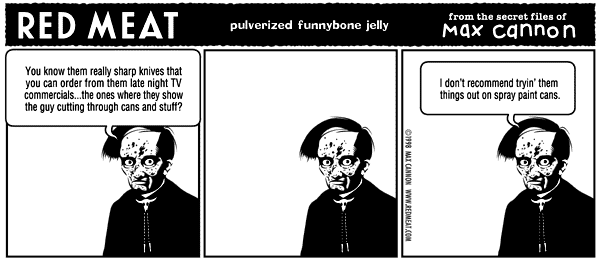 RED MEAT
pulverized funnybone jelly
from the secret files of
Max cannon
You know them really sharp knives that
you can order from them late night TV
commercials...the ones where they show
the guy cutting through cans and stuff?
©1998 MAX CANNON WWW.REDMEAT.COM
I don't recommend tryin' them
things out on spray paint cans.